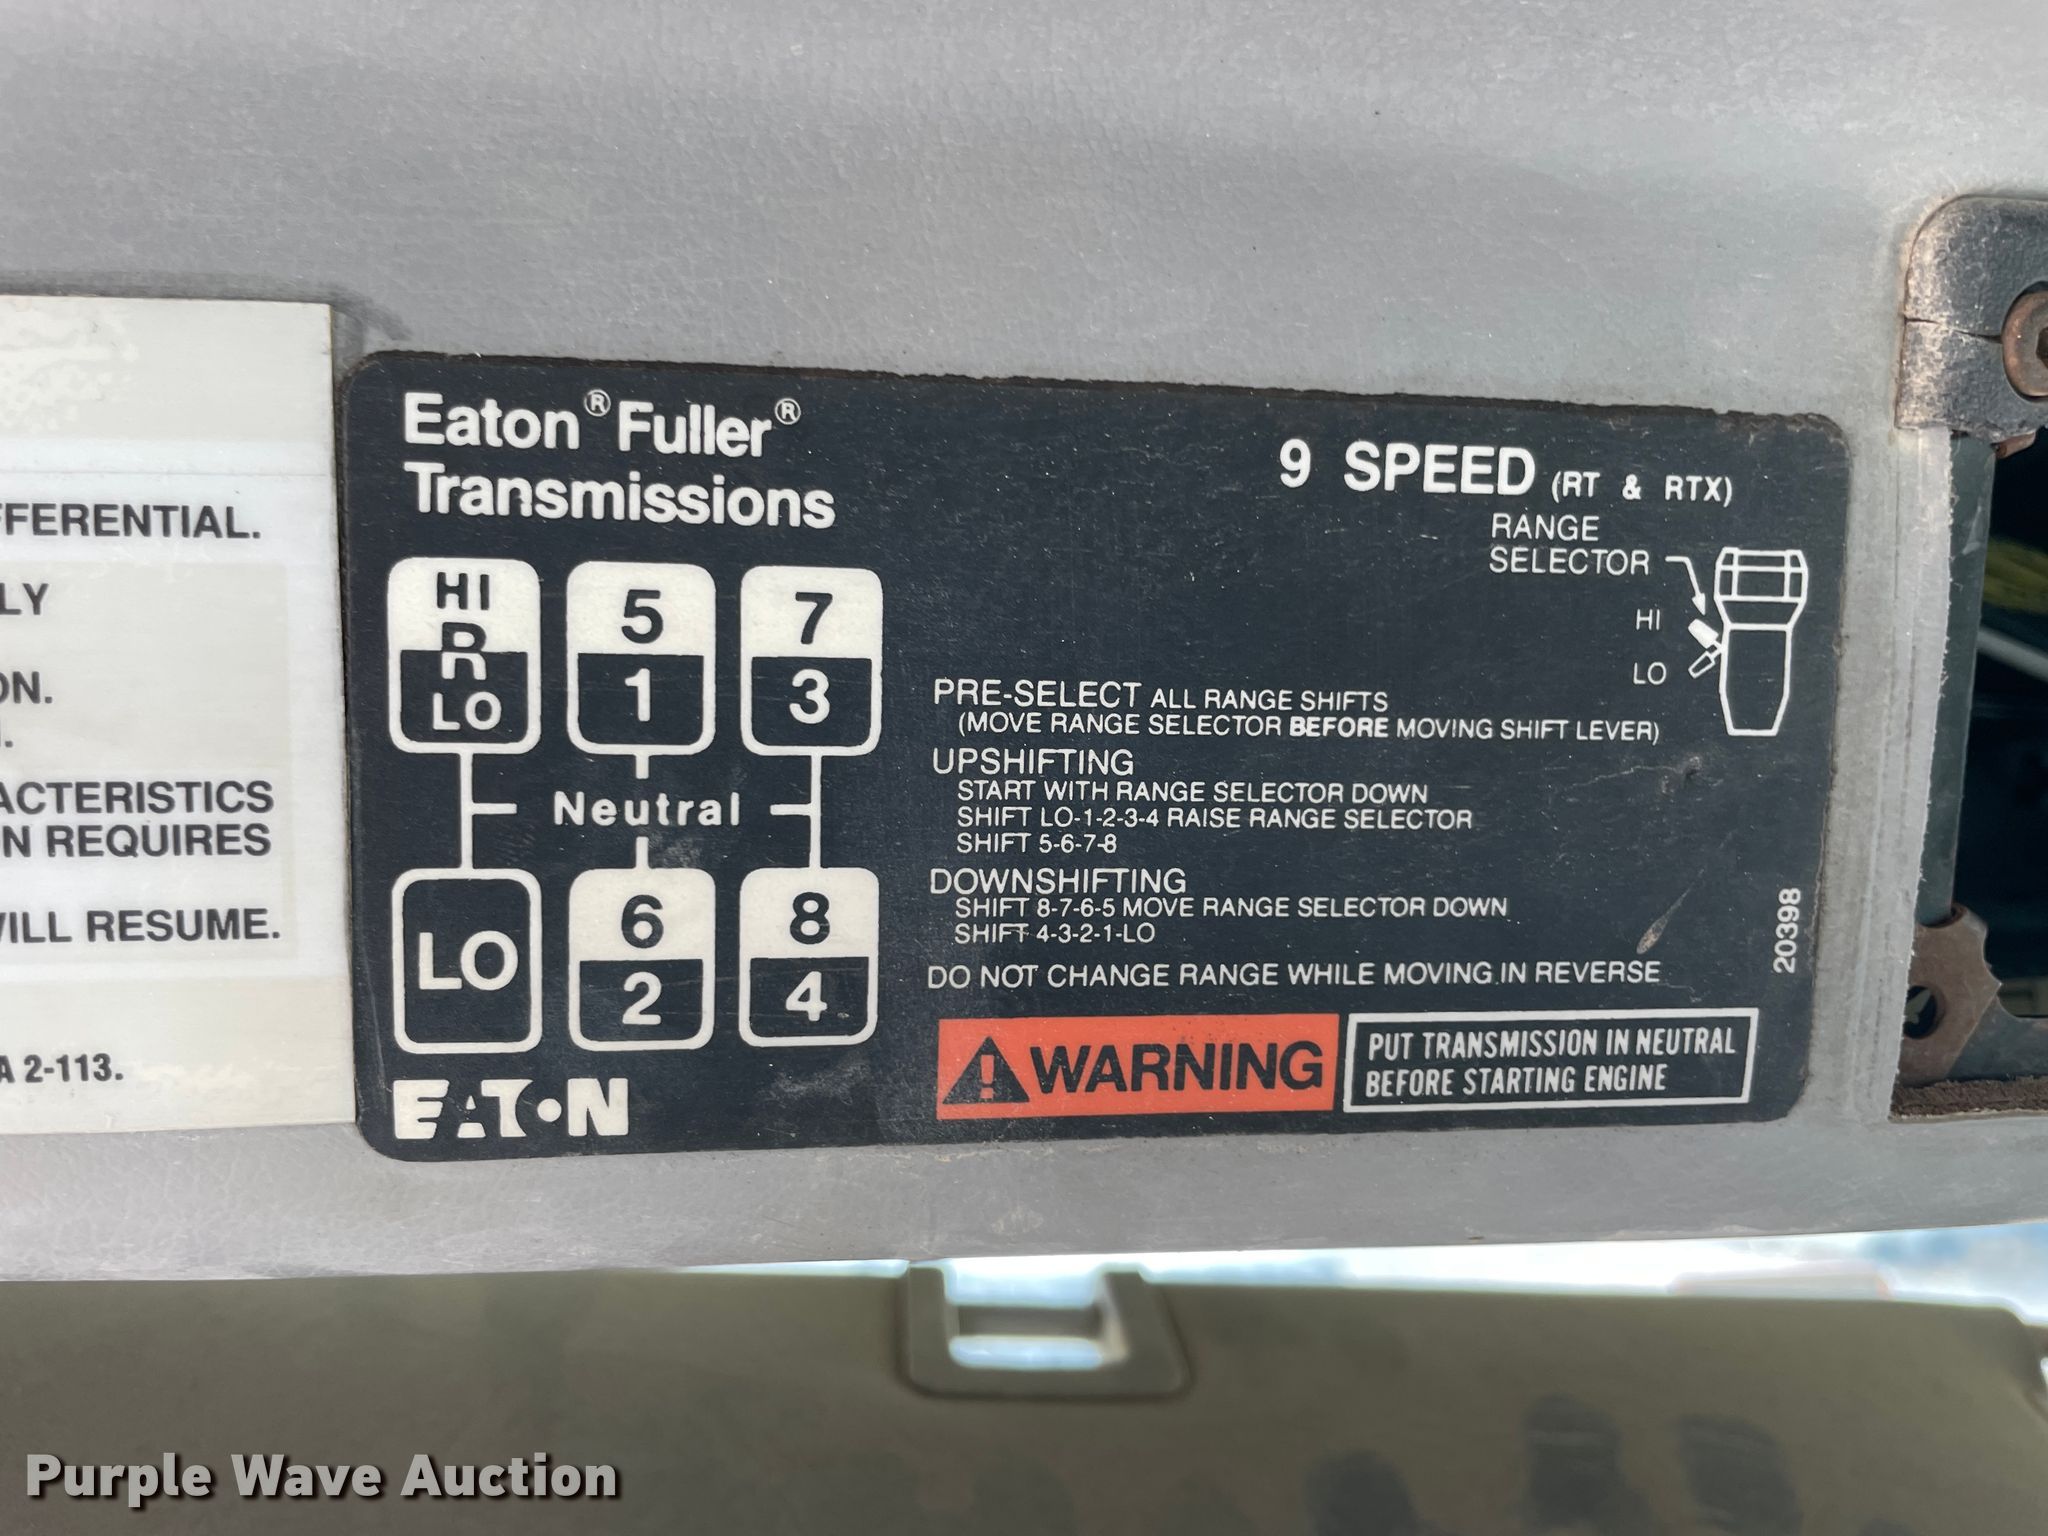 FFERENTIAL.
LY
ON.
ACTERISTICS
N REQUIRES
WILL RESUME.
A 2-113.
Eaton® Fuller®
Transmissions
9 SPEED (RT & RTX)
RANGE
SELECTOR
HI
LO
HI
R
LO
5
1
7
3
Neutral
LO
6
2
8
4
PRE-SELECT ALL RANGE SHIFTS
(MOVE RANGE SELECTOR BEFORE MOVING SHIFT LEVER)
UPSHIFTING
START WITH RANGE SELECTOR DOWN
SHIFT LO-1-2-3-4 RAISE RANGE SELECTOR
SHIFT 5-6-7-8
DOWNSHIFTING
SHIFT 8-7-6-5 MOVE RANGE SELECTOR DOWN
SHIFT 4-3-2-1-LO
DO NOT CHANGE RANGE WHILE MOVING IN REVERSE
20398
WARNING
PUT TRANSMISSION IN NEUTRAL
BEFORE STARTING ENGINE
EATON
Purple Wave Auction